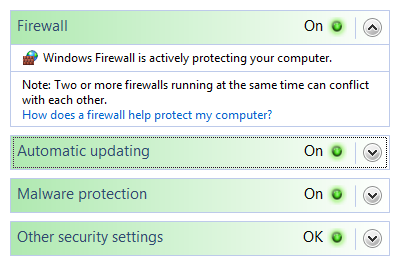 Firewall On
Windows Firewall is actively protecting your computer.
Note: Two or more firewalls running at the same time can conflict
with each other.
How does a firewall help protect my computer?
Automatic updating On
Malware protection On
Other security settings OK